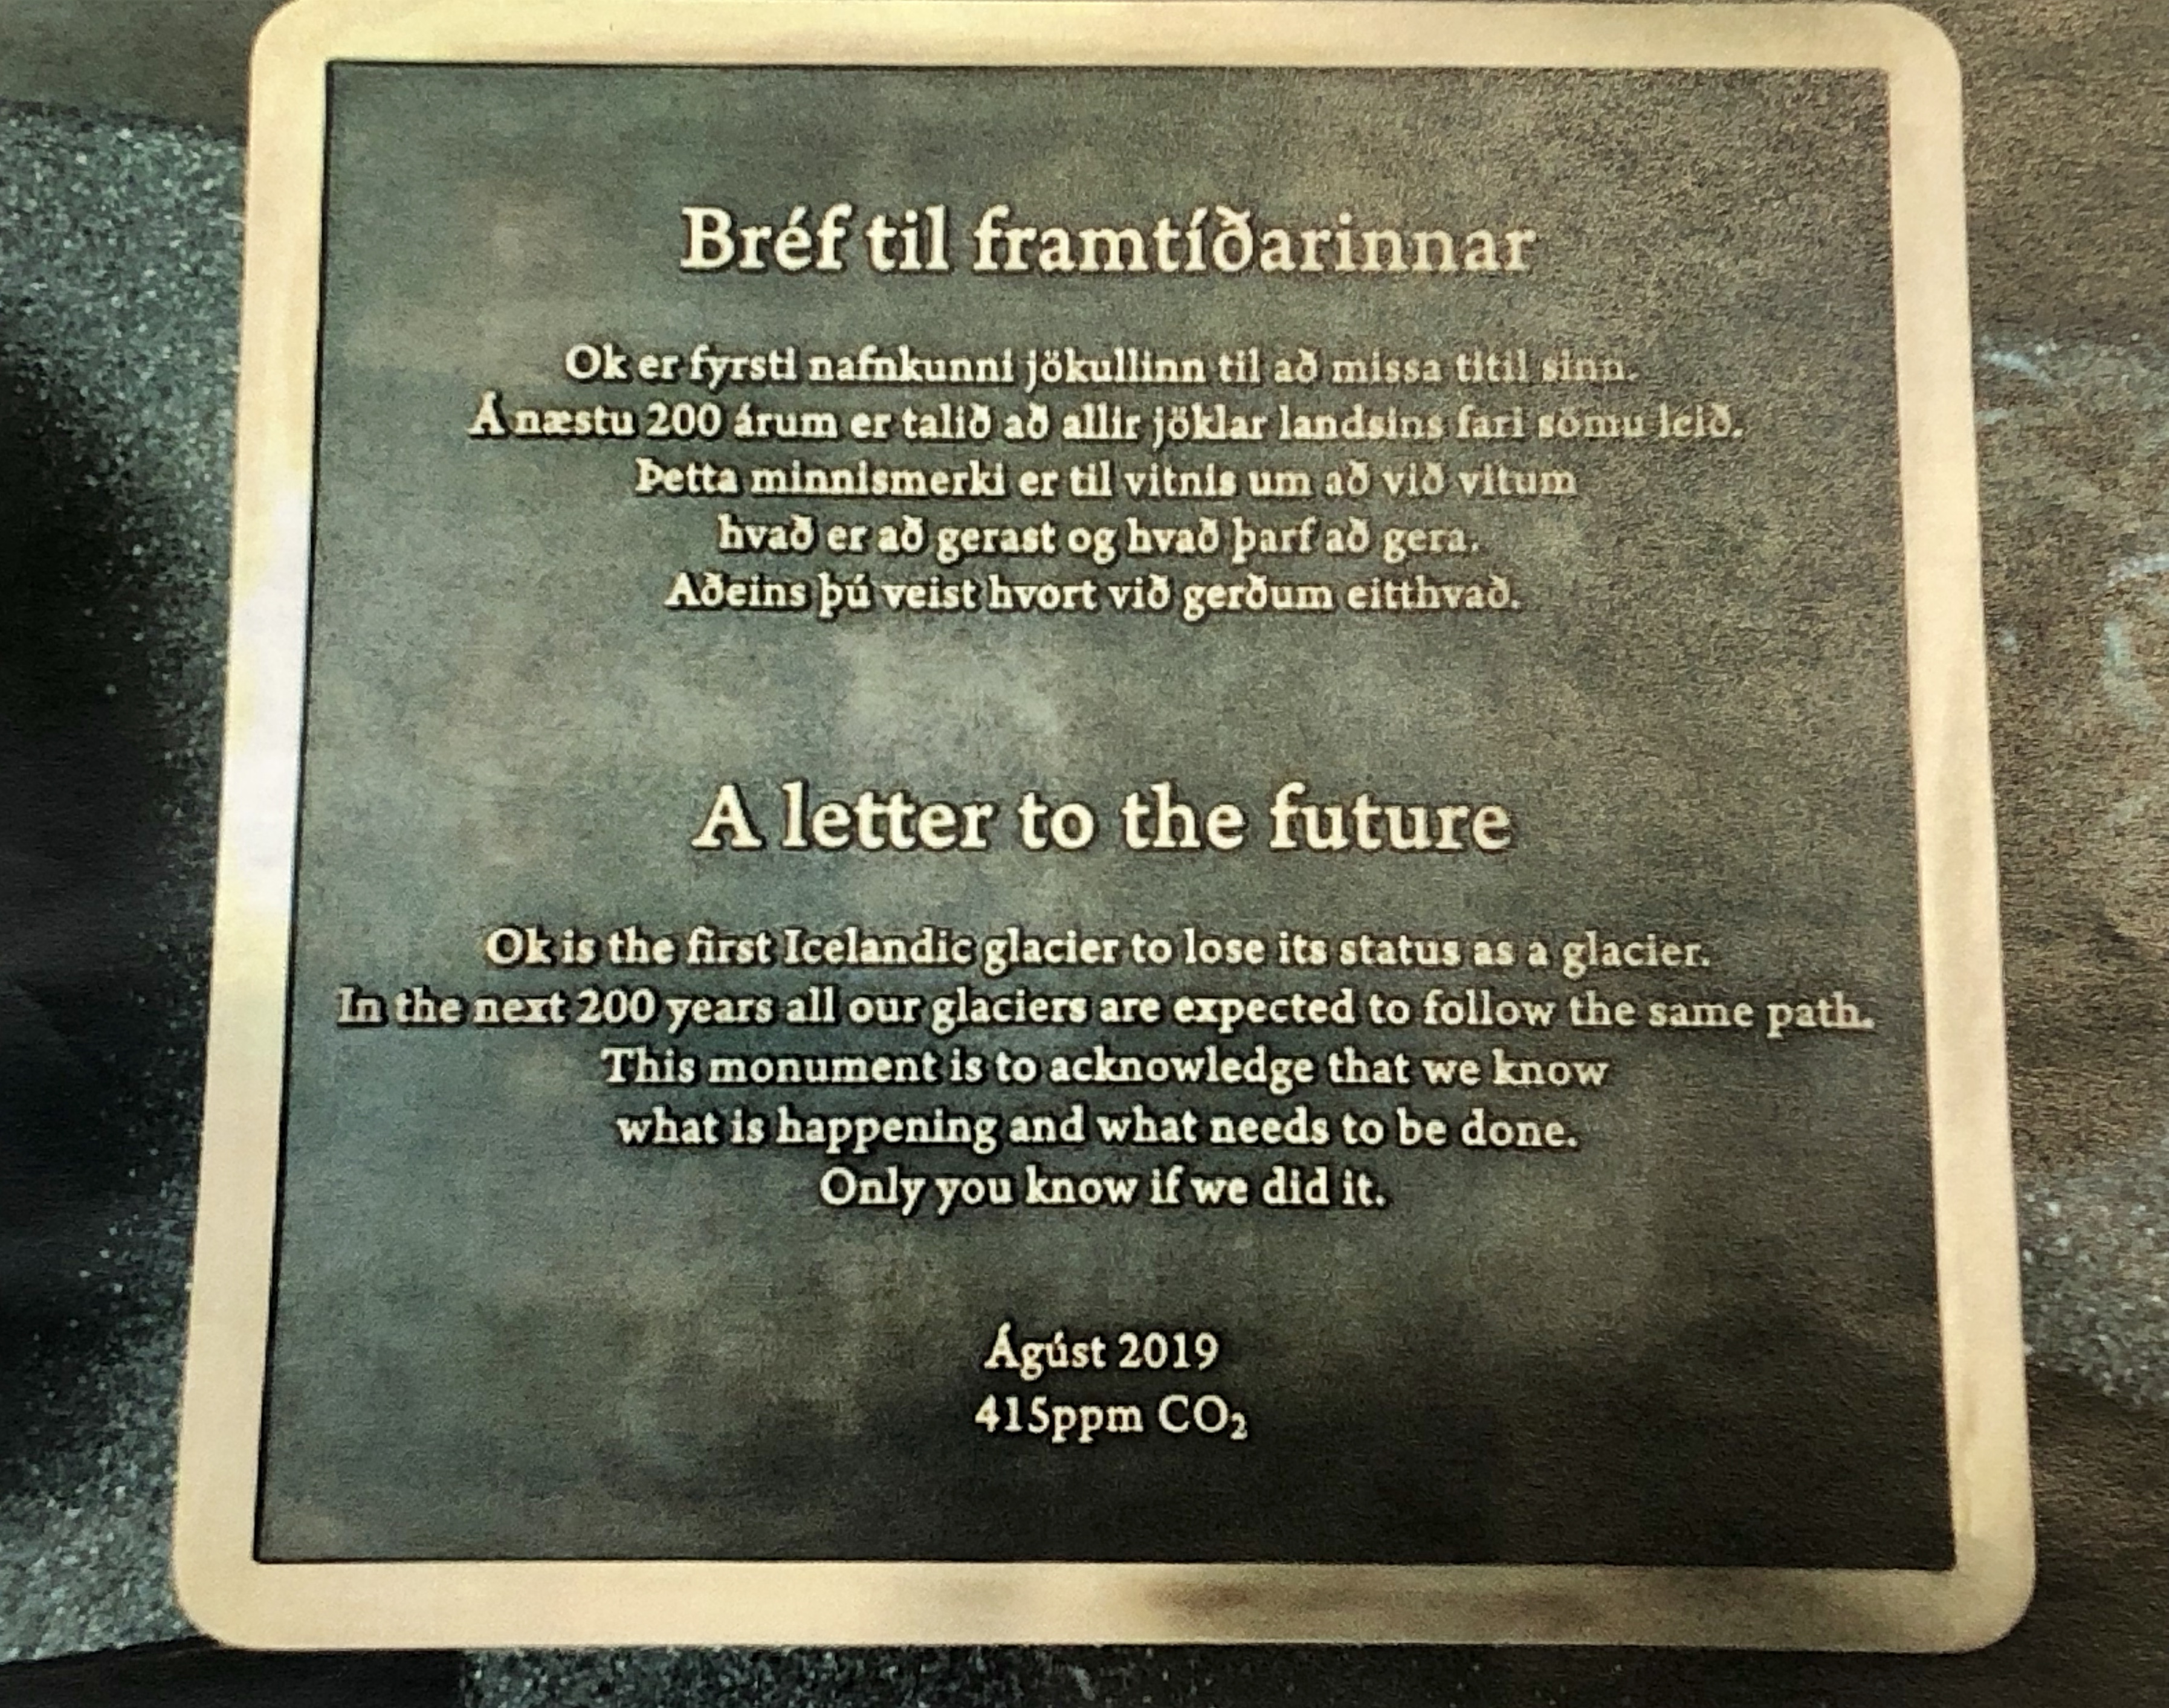 Bréf til framtíðarinnar
Ok er fyrsti nafnkunni jökullinn til að missa titil sinn.
Á næstu 200 árum er talið að allir jöklar landsins fari sömu leið.
Þetta minnismerki er til vitnis um að við vitum
hvað er að gerast og hvað þarf að gera.
Aðeins þú veist hvort við gerðum eitthvað.
A letter to the future
Ok is the first Icelandic glacier to lose its status as a glacier.
In the next 200 years all our glaciers are expected to follow the same path.
This monument is to acknowledge that we know
what is happening and what needs to be done.
Only you know if we did it.
Ágúst 2019
415ppm CO₂